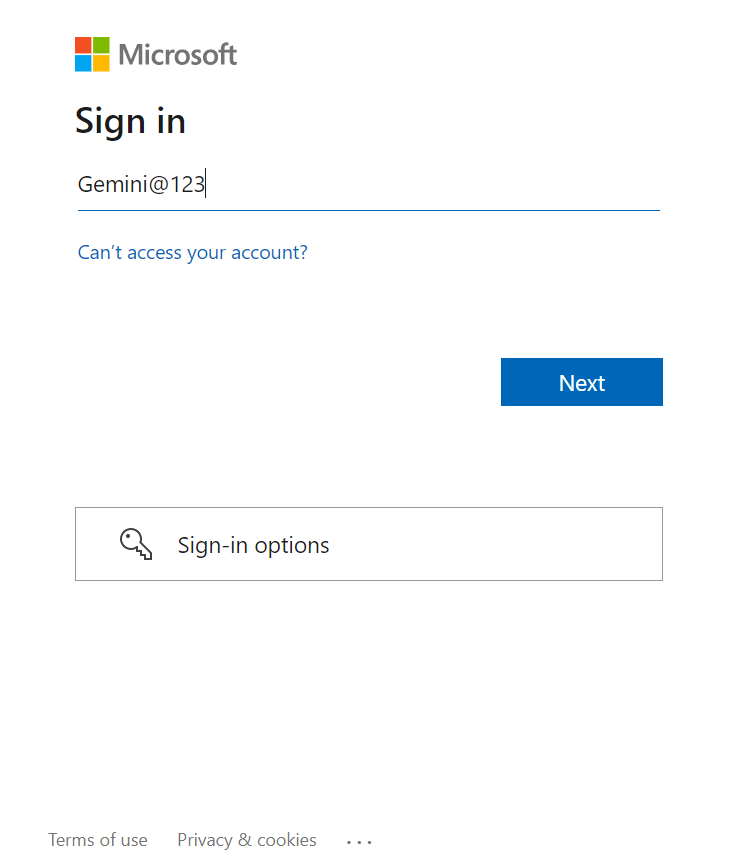 Microsoft
Sign in
Gemini@123
Can't access your account?
Next
Sign-in options
Terms of use Privacy & cookies ...